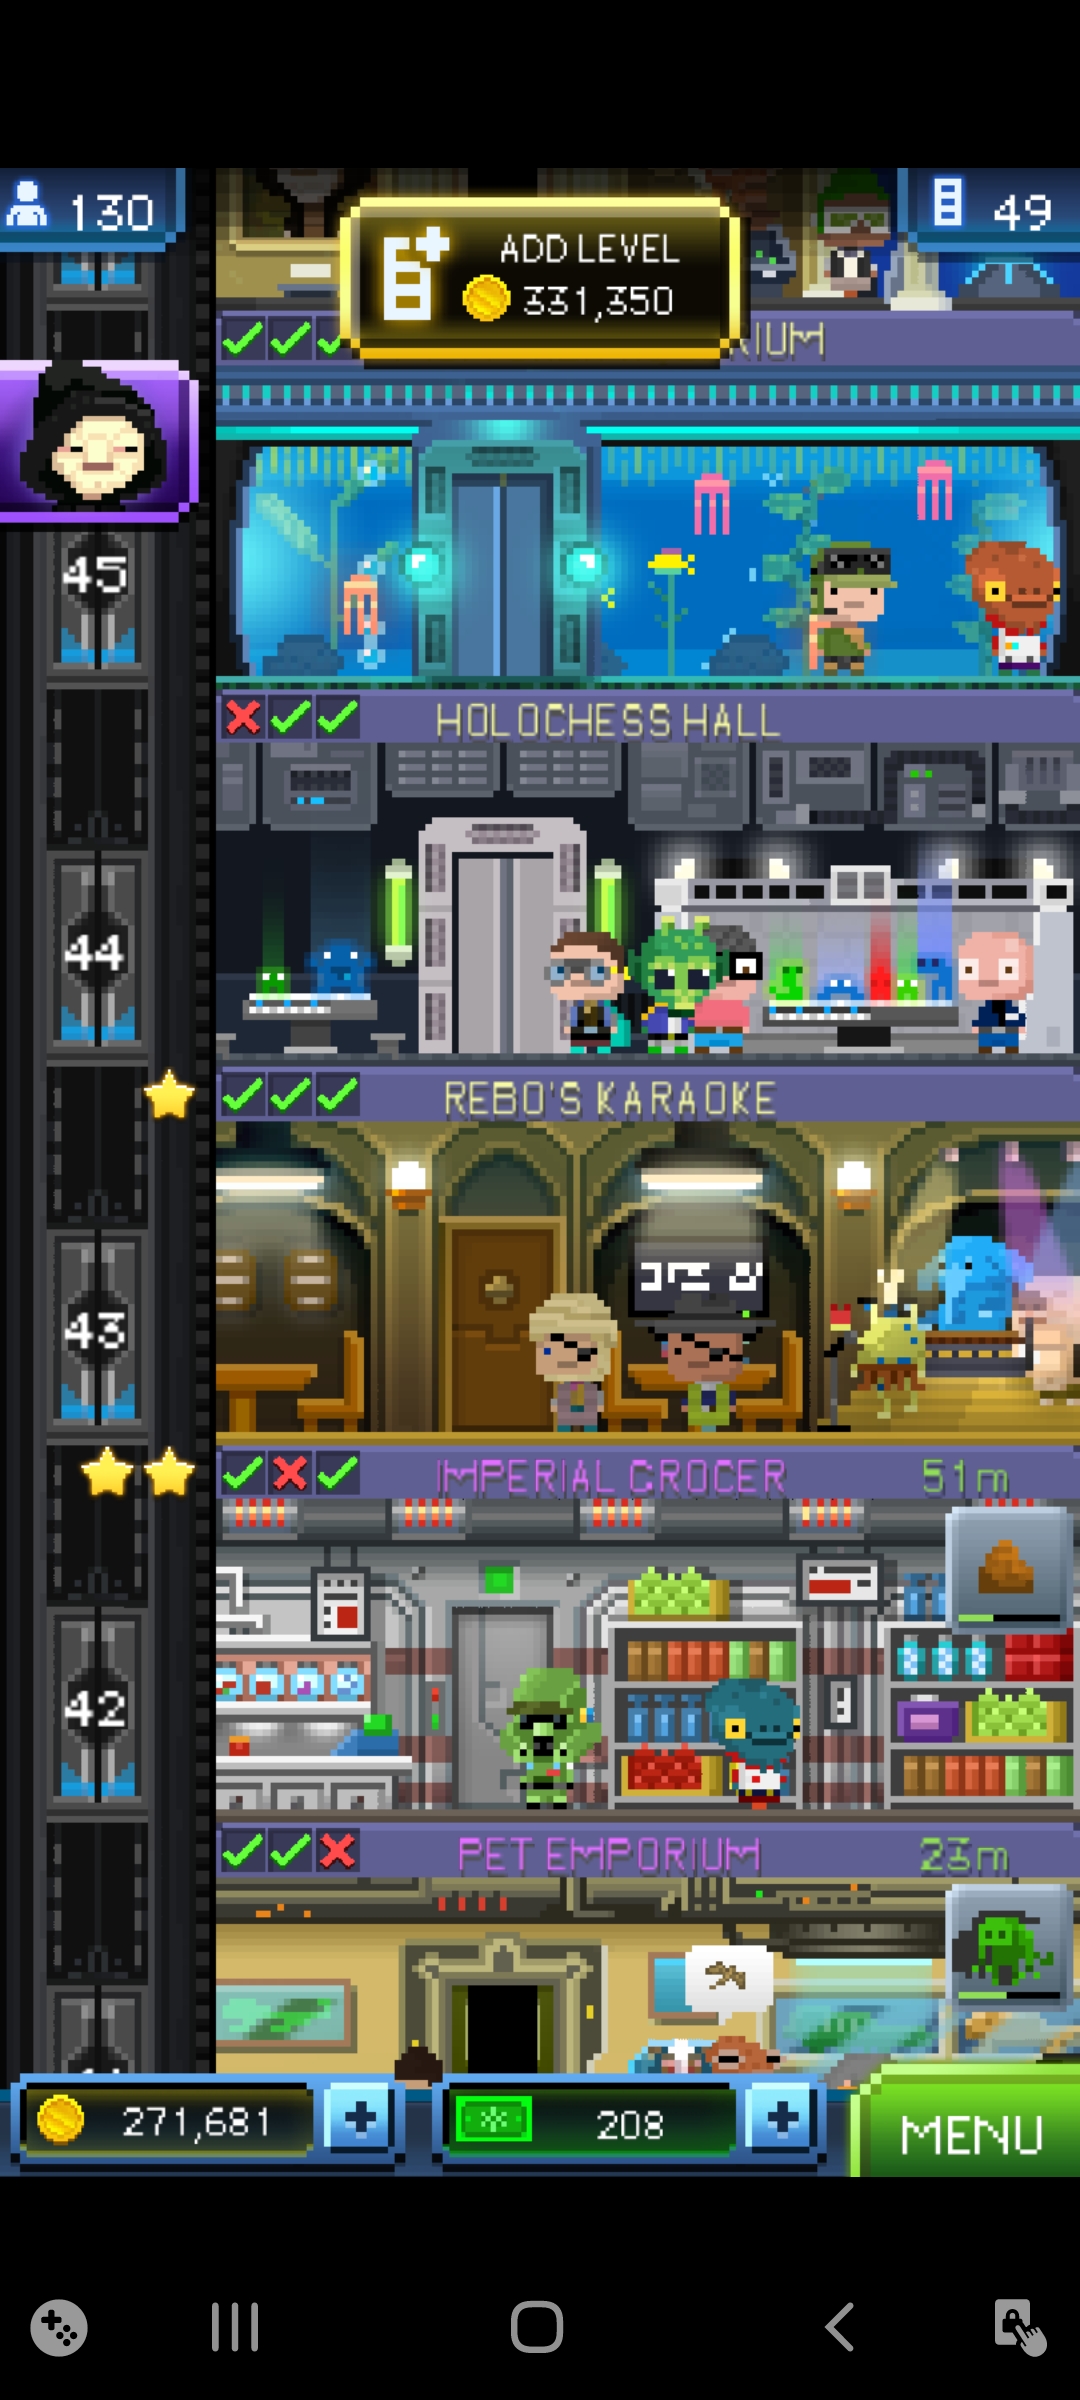 130
ADD LEVEL
331,350
49
RIUM
45
HOLOCHESS HALL
44
REBO'S KARAOKE
43
IMPERIAL GROCER 51m
42
PET EMPORIUM 23m
271,681
208
MENU